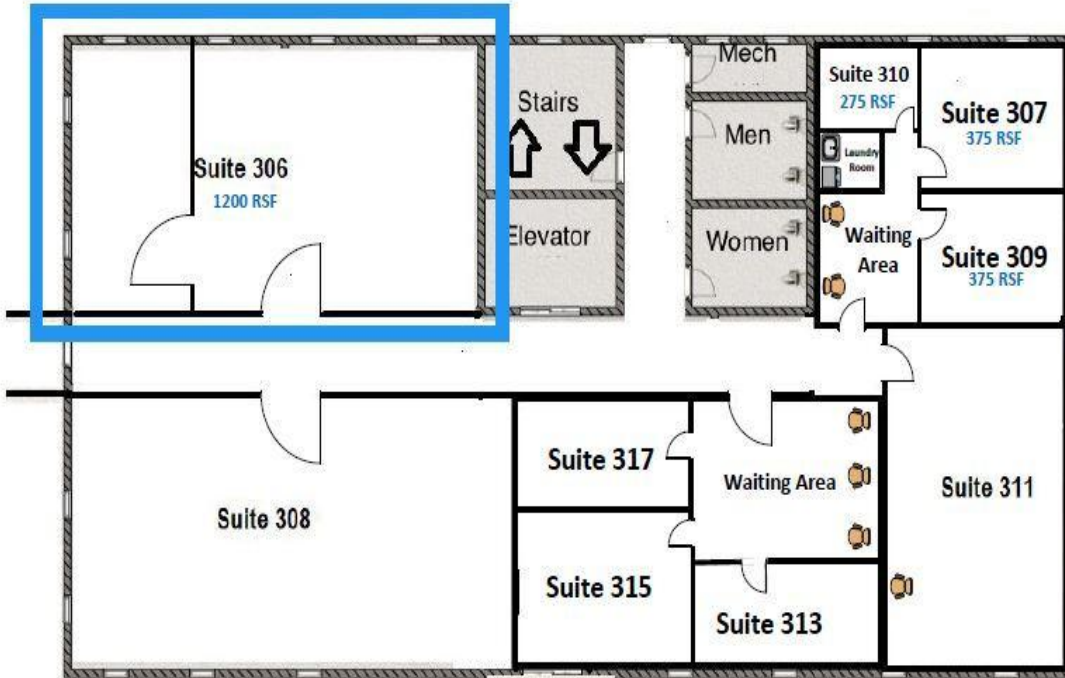 Mech
Stairs
Suite 310
275 RSF
Suite 307
375 RSF
Men
Laundry
Room
Suite 306
1200 RSF
Elevator
Women
Waiting
Area
Suite 309
375 RSF
Suite 317
Waiting Area
Suite 311
Suite 308
Suite 315
Suite 313